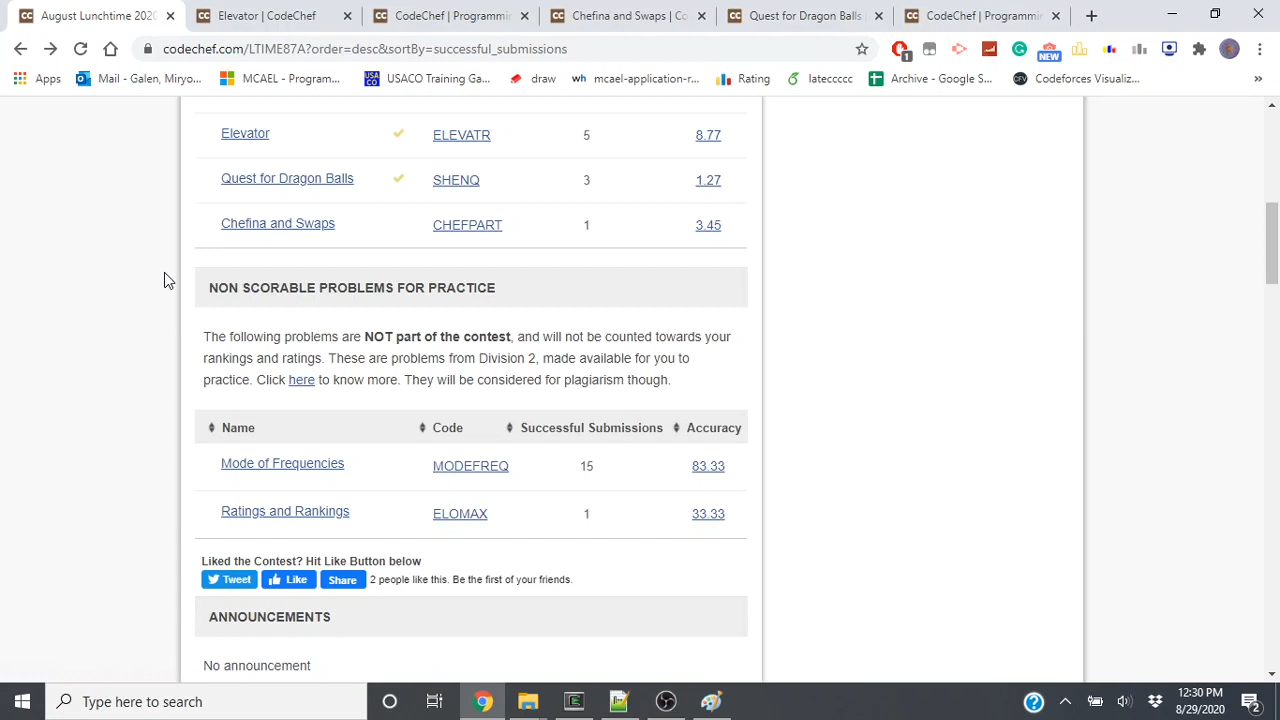 August Lunchtime 2020
Elevator | CodeChef
CodeChef | Programmin
Chefina and Swaps | Co
Quest for Dragon Balls
CodeChef | Programmin
codechef.com/LTIME87A?order=desc&sortBy=successful_submissions
1
NEW
Apps
Mail - Galen, Miryo...
MCAEL - Program...
USACO Training Ga...
draw
wh mcael-application-r...
Rating
lateccccc
Archive - Google S...
Codeforces Visualiz...
Elevator ELEVATR 5 8.77
Quest for Dragon Balls SHENQ 3 1.27
Chefina and Swaps CHEFPART 1 3.45
NON SCORABLE PROBLEMS FOR PRACTICE
The following problems are NOT part of the contest, and will not be counted towards your
rankings and ratings. These are problems from Division 2, made available for you to
practice. Click here to know more. They will be considered for plagiarism though.
Name Code Successful Submissions Accuracy
Mode of Frequencies MODEFREQ 15 83.33
Ratings and Rankings ELOMAX 1 33.33
Liked the Contest? Hit Like Button below
Tweet Like Share 2 people like this. Be the first of your friends.
ANNOUNCEMENTS
No announcement
Type here to search
12:30 PM
8/29/2020
2